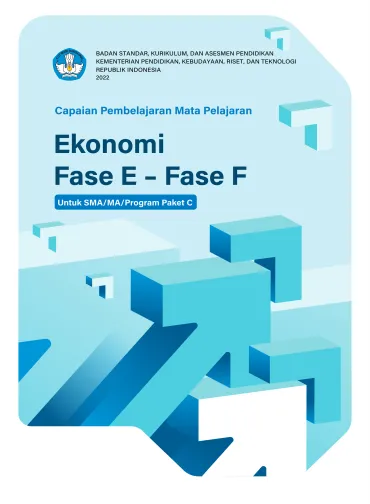 BADAN STANDAR, KURIKULUM, DAN ASESMEN PENDIDIKAN
KEMENTERIAN PENDIDIKAN, KEBUDAYAAN, RISET, DAN TEKNOLOGI
REPUBLIK INDONESIA
2022
Capaian Pembelajaran Mata Pelajaran
Ekonomi
Fase E – Fase F
Untuk SMA/MA/Program Paket C